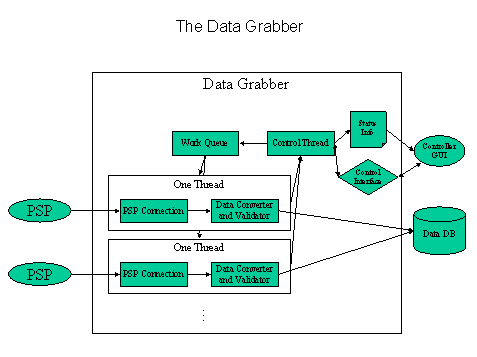 The Data Grabber
Data Grabber
Status
Info
Work Queue
Control Thread
Controller
GUI
Control
Interface
One Thread
PSP
PSP Connection
Data Converter
and Validator
Data DB
One Thread
PSP
PSP Connection
Data Converter
and Validator
⋮